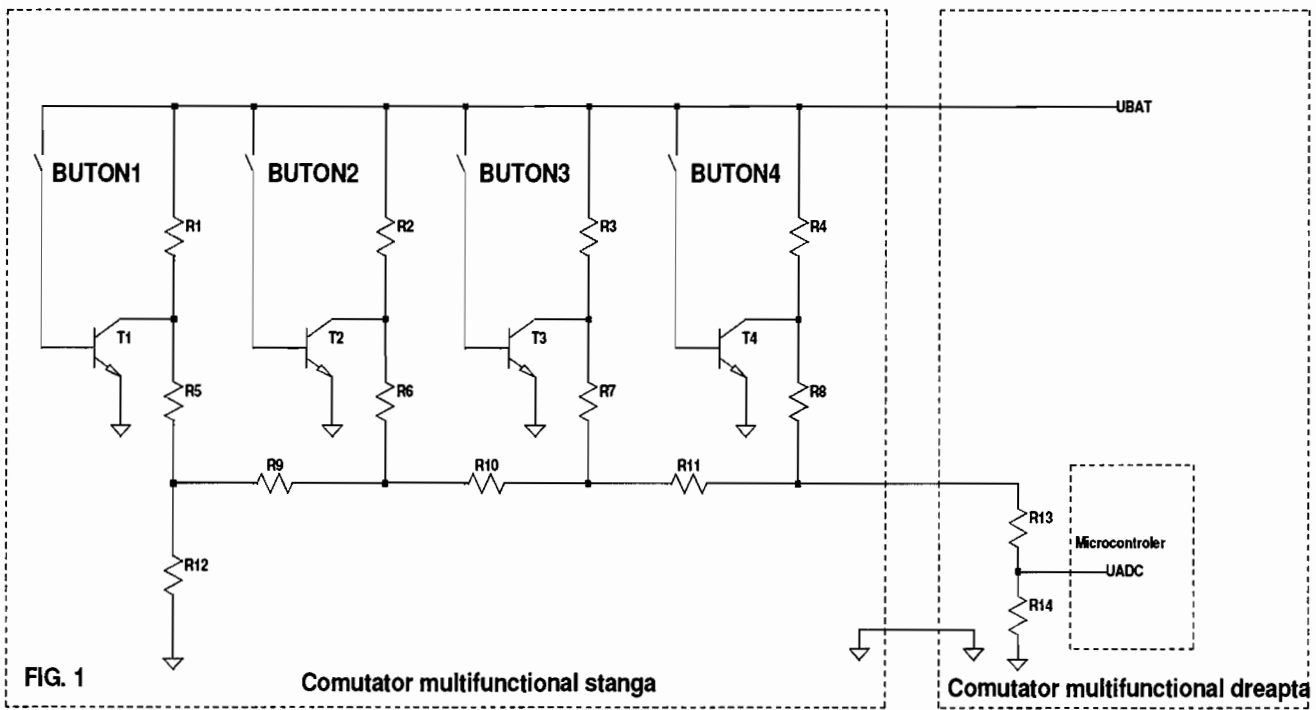 UBAT
BUTON1
BUTON2
BUTON3
BUTON4
R1
R2
R3
R4
T1
T2
T3
T4
R5
R6
R7
R8
R9
R10
R11
R12
R13
Microcontroler
UADC
R14
FIG. 1
Comutator multifunctional stanga
Comutator multifunctional dreapta